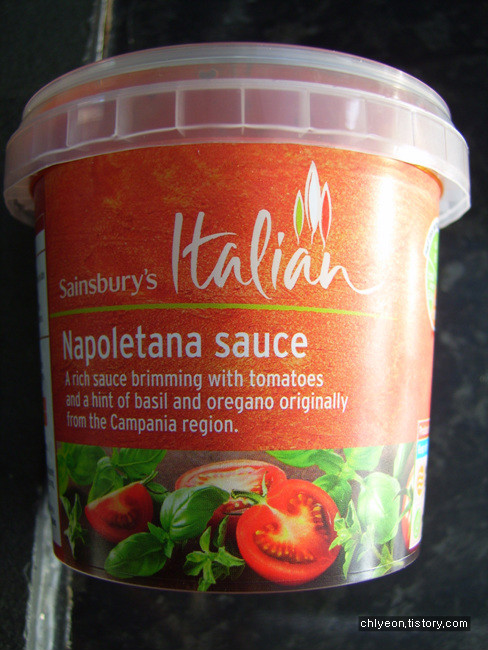 Sainsbury's Italian
Napoletana sauce
A rich sauce brimming with tomatoes
and a hint of basil and oregano originally
from the Campania region.
chlyeon.tistory.com